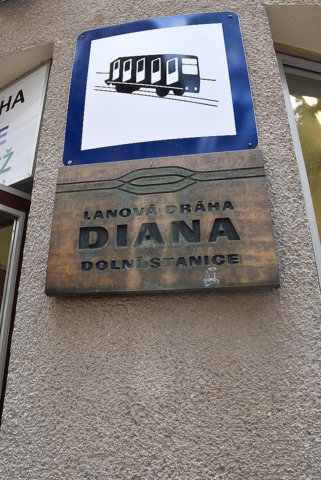 LANOVÁ DRÁHA
DIANA
DOLNÍ STANICE